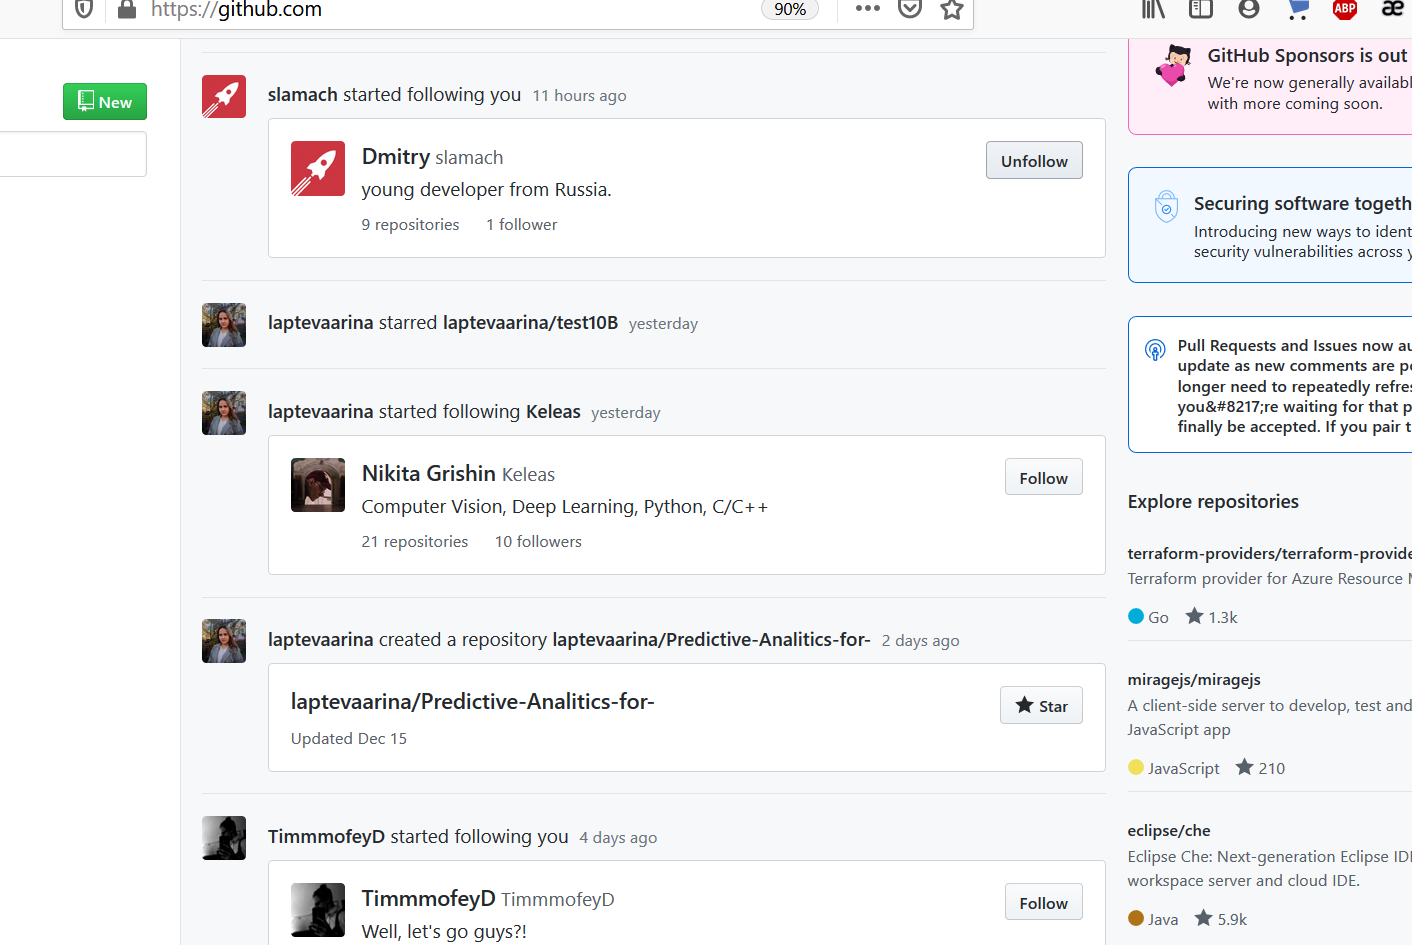 https://github.com
90%
ABP
æ
New
slamach started following you 11 hours ago
Dmitry slamach
Unfollow
young developer from Russia.
9 repositories 1 follower
laptevaarina starred laptevaarina/test10B yesterday
laptevaarina started following Keleas yesterday
Nikita Grishin Keleas
Follow
Computer Vision, Deep Learning, Python, C/C++
21 repositories 10 followers
laptevaarina created a repository laptevaarina/Predictive-Analitics-for- 2 days ago
laptevaarina/Predictive-Analitics-for-
Star
Updated Dec 15
TimmmofeyD started following you 4 days ago
TimmmofeyD TimmmofeyD
Follow
Well, let's go guys?!
GitHub Sponsors is out
We're now generally availabl
with more coming soon.
Securing software togeth
Introducing new ways to ident
security vulnerabilities across y
Pull Requests and Issues now au
update as new comments are po
longer need to repeatedly refres
you&#8217;re waiting for that p
finally be accepted. If you pair t
Explore repositories
terraform-providers/terraform-provide
Terraform provider for Azure Resource M
Go 1.3k
miragejs/miragejs
A client-side server to develop, test and
JavaScript app
JavaScript 210
eclipse/che
Eclipse Che: Next-generation Eclipse IDE
workspace server and cloud IDE.
Java 5.9k